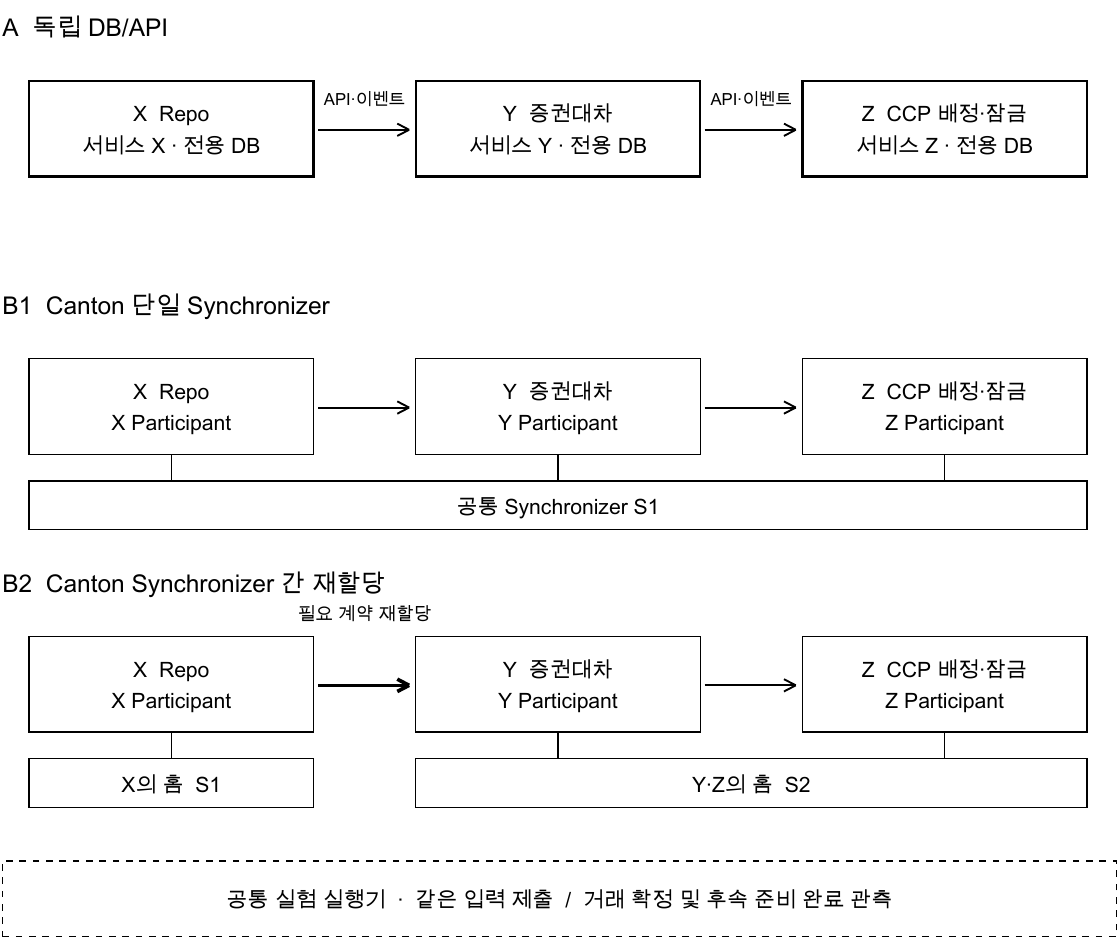 A 독립 DB/API
API·이벤트
API·이벤트
X Repo
서비스 X · 전용 DB
Y 증권대차
서비스 Y · 전용 DB
Z CCP 배정·잠금
서비스 Z · 전용 DB
B1 Canton 단일 Synchronizer
X Repo
X Participant
Y 증권대차
Y Participant
Z CCP 배정·잠금
Z Participant
공통 Synchronizer S1
B2 Canton Synchronizer 간 재할당
필요 계약 재할당
X Repo
X Participant
Y 증권대차
Y Participant
Z CCP 배정·잠금
Z Participant
X의 홈 S1
Y·Z의 홈 S2
공통 실험 실행기 · 같은 입력 제출 / 거래 확정 및 후속 준비 완료 관측